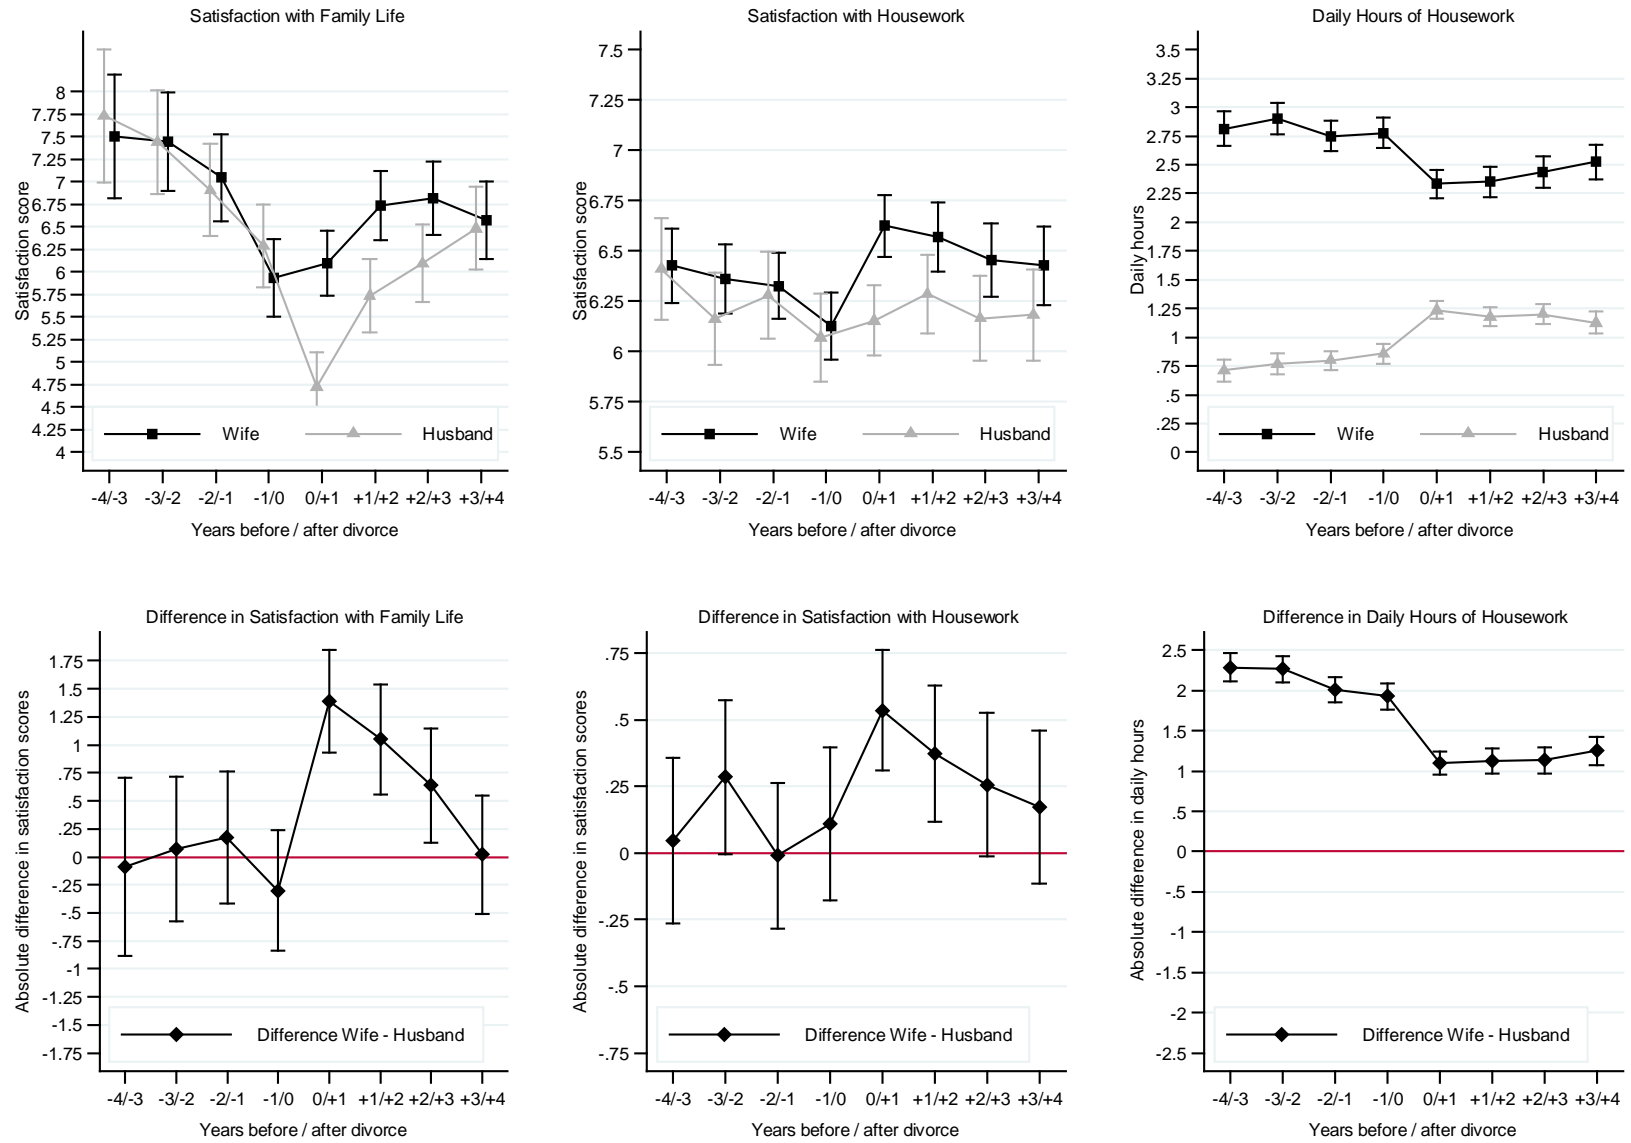 Satisfaction with Family Life
Satisfaction score
8
7.75
7.5
7.25
7
6.75
6.5
6.25
6
5.75
5.5
5.25
5
4.75
4.5
4.25
4
Wife
Husband
-4/-3 -3/-2 -2/-1 -1/0 0/+1 +1/+2 +2/+3 +3/+4
Years before / after divorce
Satisfaction with Housework
Satisfaction score
7.5
7.25
7
6.75
6.5
6.25
6
5.75
5.5
Wife
Husband
-4/-3 -3/-2 -2/-1 -1/0 0/+1 +1/+2 +2/+3 +3/+4
Years before / after divorce
Daily Hours of Housework
Daily hours
3.5
3.25
3
2.75
2.5
2.25
2
1.75
1.5
1.25
1
.75
.5
.25
0
Wife
Husband
-4/-3 -3/-2 -2/-1 -1/0 0/+1 +1/+2 +2/+3 +3/+4
Years before / after divorce
Difference in Satisfaction with Family Life
Absolute difference in satisfaction scores
1.75
1.5
1.25
1
.75
.5
.25
0
-.25
-.5
-.75
-1
-1.25
-1.5
-1.75
Difference Wife - Husband
-4/-3 -3/-2 -2/-1 -1/0 0/+1 +1/+2 +2/+3 +3/+4
Years before / after divorce
Difference in Satisfaction with Housework
Absolute difference in satisfaction scores
.75
.5
.25
0
-.25
-.5
-.75
Difference Wife - Husband
-4/-3 -3/-2 -2/-1 -1/0 0/+1 +1/+2 +2/+3 +3/+4
Years before / after divorce
Difference in Daily Hours of Housework
Absolute difference in daily hours
2.5
2
1.5
1
.5
0
-.5
-1
-1.5
-2
-2.5
Difference Wife - Husband
-4/-3 -3/-2 -2/-1 -1/0 0/+1 +1/+2 +2/+3 +3/+4
Years before / after divorce